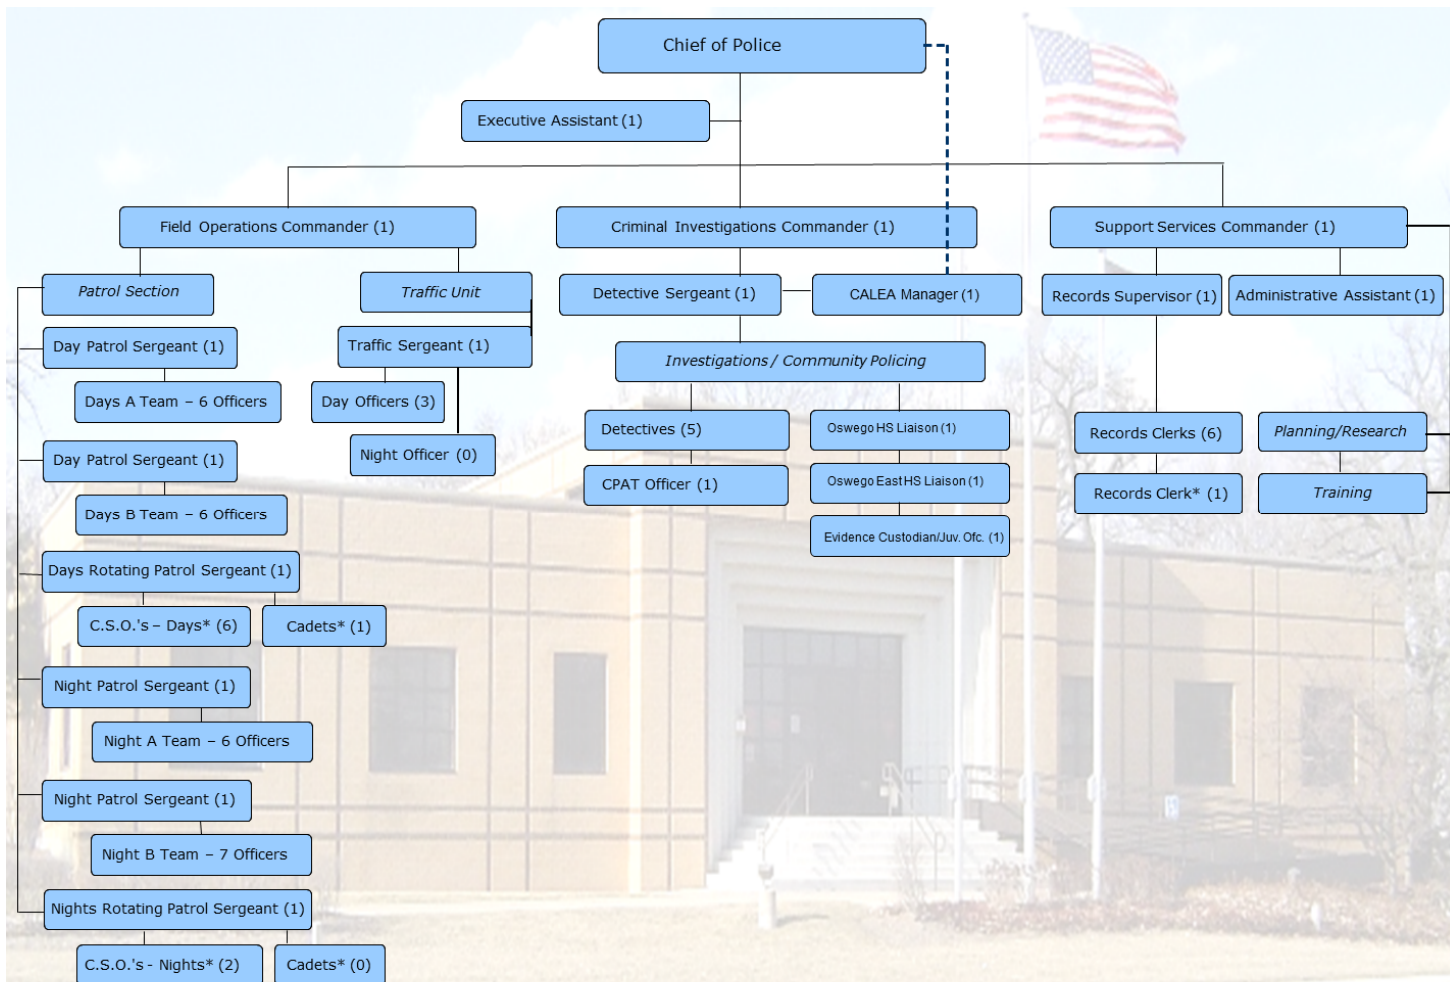 Chief of Police
Executive Assistant (1)
Field Operations Commander (1)
Criminal Investigations Commander (1)
Support Services Commander (1)
Patrol Section
Traffic Unit
Detective Sergeant (1)
CALEA Manager (1)
Records Supervisor (1)
Administrative Assistant (1)
Day Patrol Sergeant (1)
Traffic Sergeant (1)
Investigations / Community Policing
Days A Team – 6 Officers
Day Officers (3)
Detectives (5)
Oswego HS Liaison (1)
Records Clerks (6)
Planning/Research
Day Patrol Sergeant (1)
Night Officer (0)
CPAT Officer (1)
Oswego East HS Liaison (1)
Records Clerk* (1)
Training
Days B Team – 6 Officers
Evidence Custodian/Juv. Ofc. (1)
Days Rotating Patrol Sergeant (1)
C.S.O.'s – Days* (6)
Cadets* (1)
Night Patrol Sergeant (1)
Night A Team – 6 Officers
Night Patrol Sergeant (1)
Night B Team – 7 Officers
Nights Rotating Patrol Sergeant (1)
C.S.O.'s - Nights* (2)
Cadets* (0)